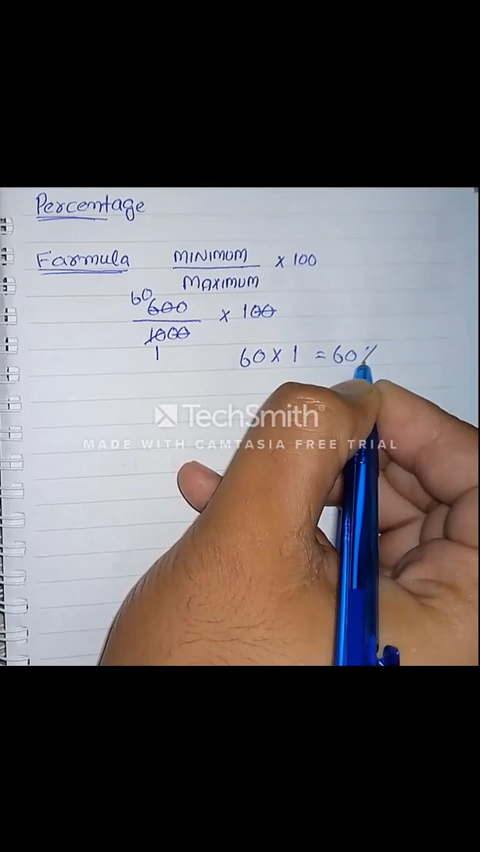 Percentage
Farmula MINIMUM × 100
MAXIMUM
60
600 × 100
1000
1
60 × 1 = 60%
TechSmith®
MADE WITH CAMTASIA FREE TRIAL